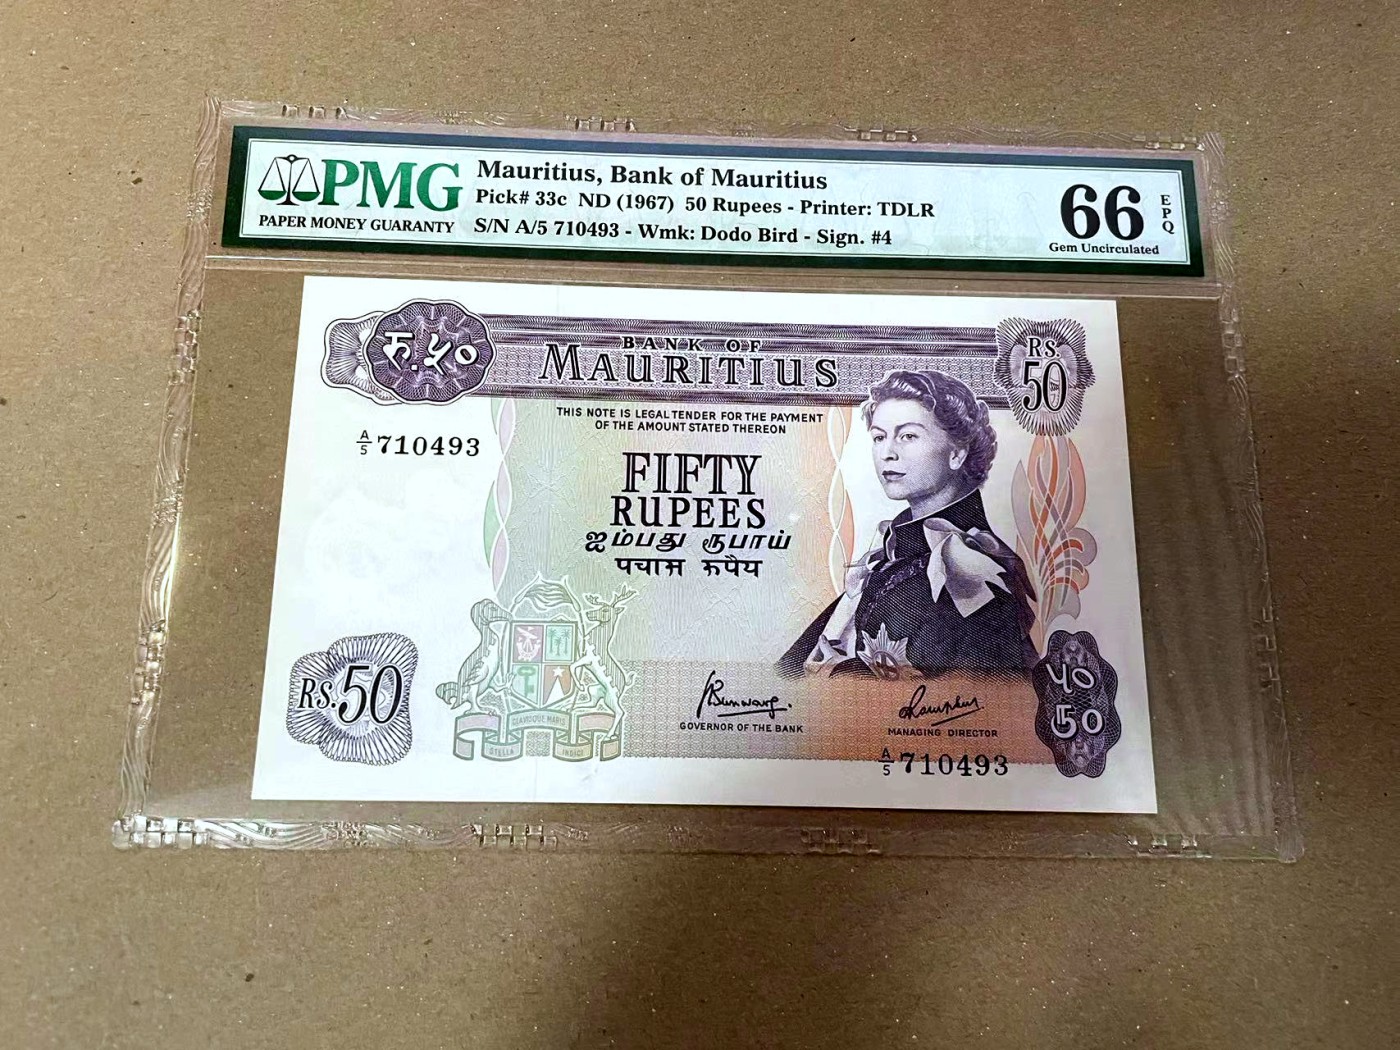 PMG
PAPER MONEY GUARANTY
Mauritius, Bank of Mauritius
Pick# 33c ND (1967) 50 Rupees - Printer: TDLR
S/N A/5 710493 - Wmk: Dodo Bird - Sign. #4
66
EPQ
Gem Uncirculated
रु.५०
BANK OF
MAURITIUS
RS.
50
THIS NOTE IS LEGAL TENDER FOR THE PAYMENT
OF THE AMOUNT STATED THEREON
A/5 710493
FIFTY
RUPEES
ஐம்பது ரூபாய்
पचास रूपैय
RS. 50
STELLA
CLAVISQUE MARIS
INDICI
GOVERNOR OF THE BANK
MANAGING DIRECTOR
A/5 710493